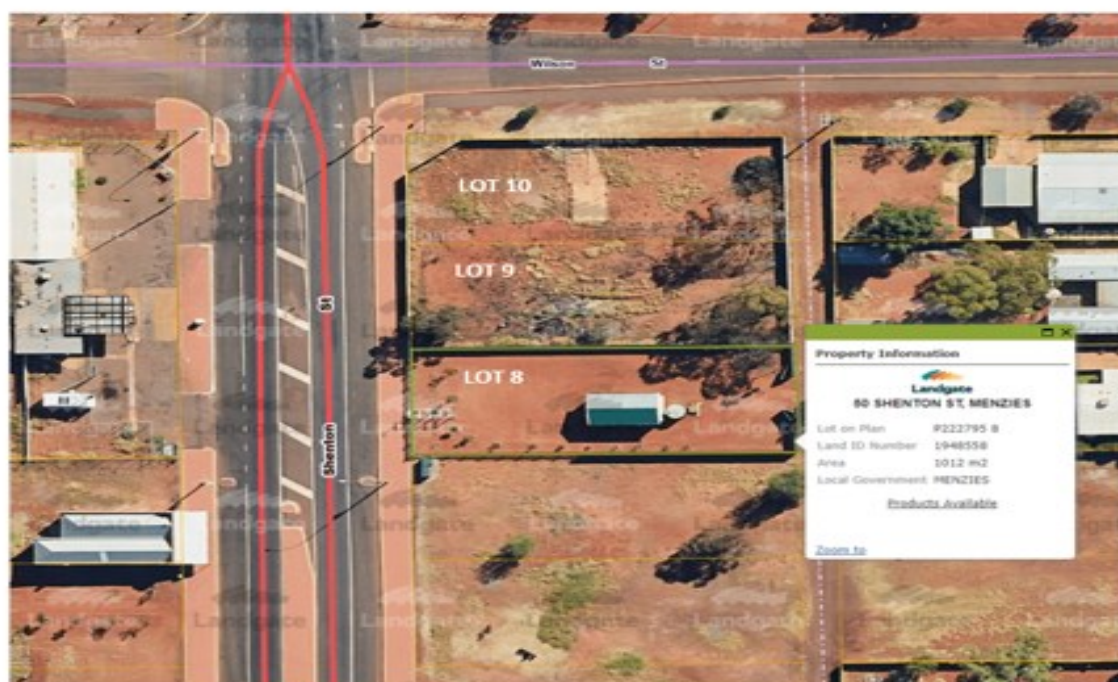 Wilson St
LOT 10
LOT 9
St
LOT 8
Shenton
Property Information
Landgate
50 SHENTON ST, MENZIES
Lot on Plan P222795 8
Land ID Number 1948558
Area 1012 m2
Local Government MENZIES
Products Available
Zoom to